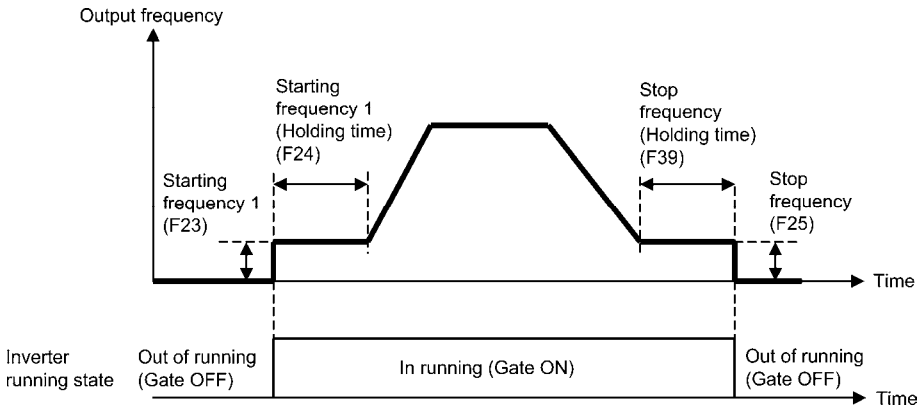 Output frequency
Starting
frequency 1
(Holding time)
(F24)
Stop
frequency
(Holding time)
(F39)
Starting
frequency 1
(F23)
Stop
frequency
(F25)
Time
Inverter
running state
Out of running
(Gate OFF)
In running (Gate ON)
Out of running
(Gate OFF)
Time